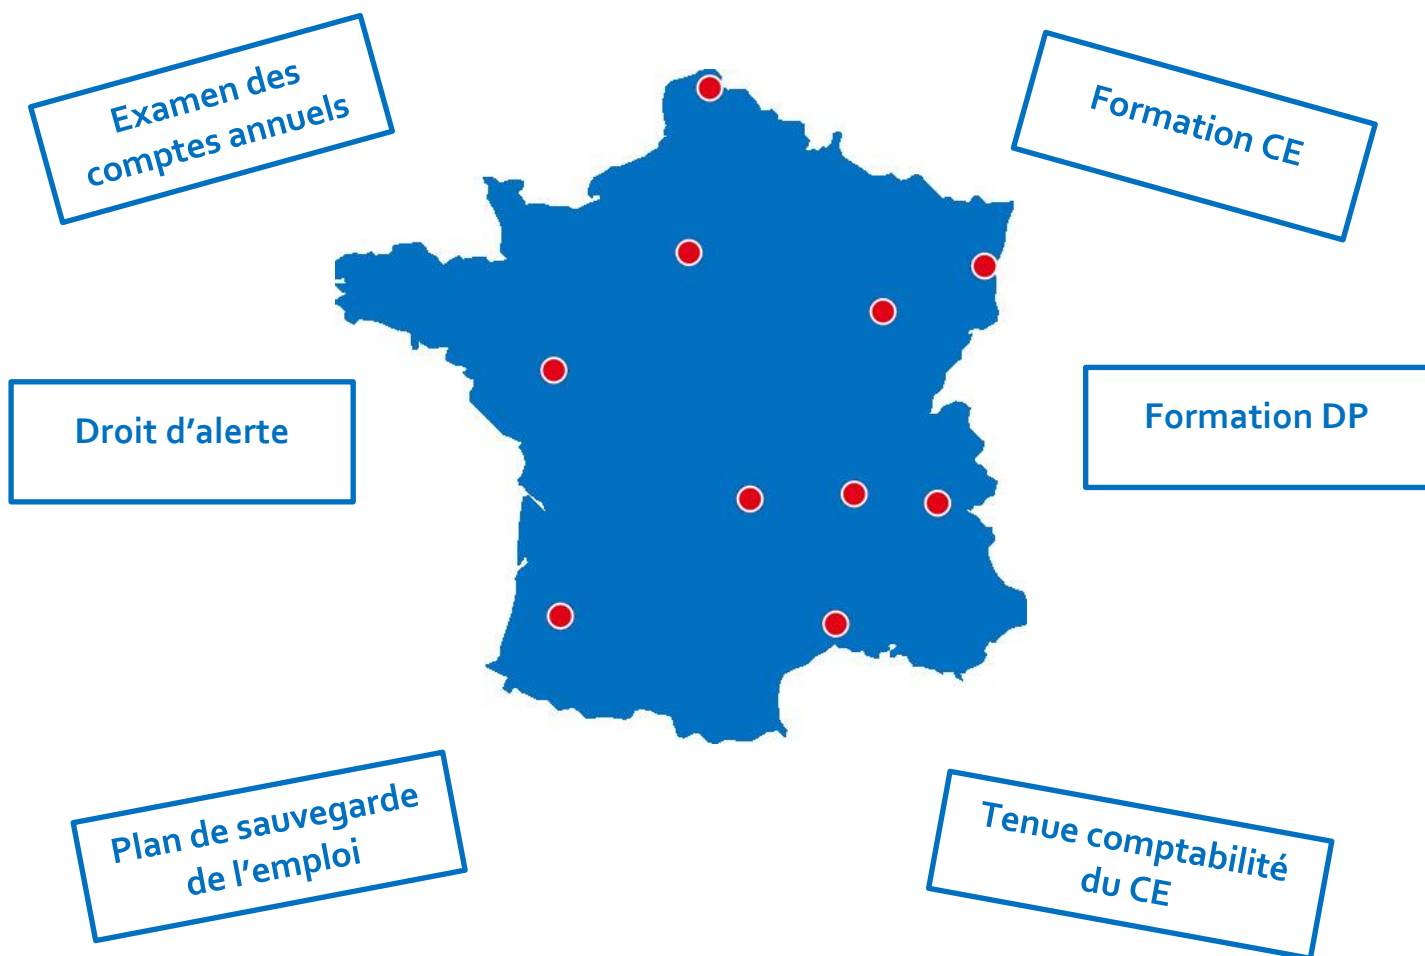 Examen des
comptes annuels
Formation CE
Droit d’alerte
Formation DP
Plan de sauvegarde
de l’emploi
Tenue comptabilité
du CE